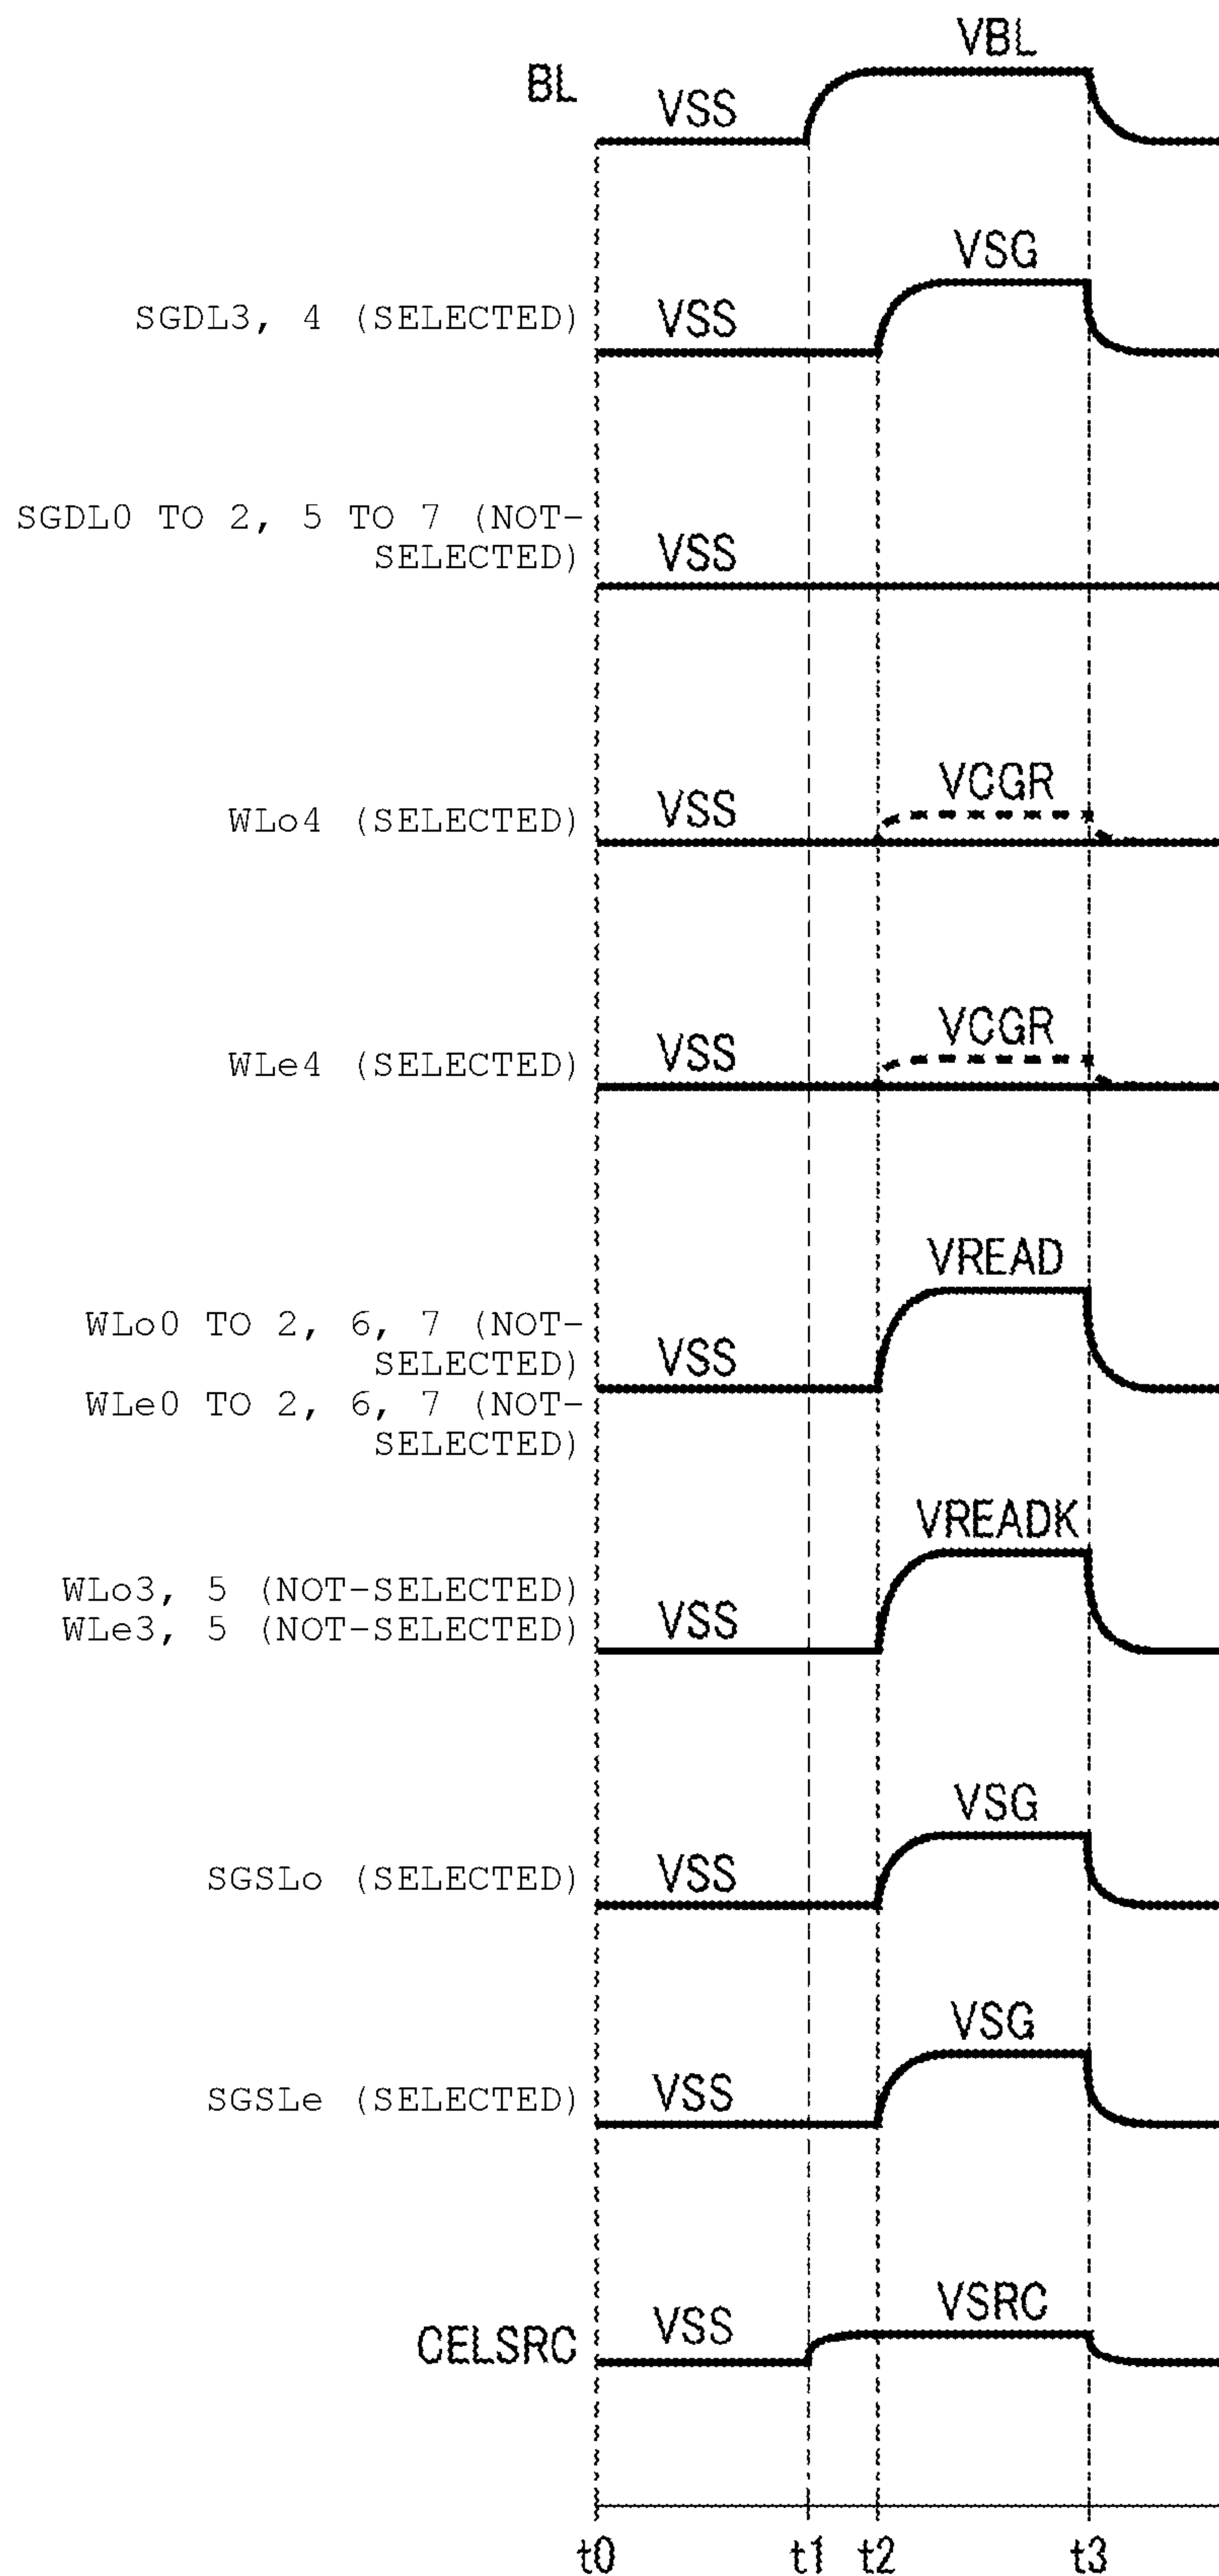 VBL
BL
VSS
VSG
SGDL3, 4 (SELECTED)
VSS
SGDL0 TO 2, 5 TO 7 (NOT-
SELECTED)
VSS
VCGR
WLo4 (SELECTED)
VSS
VCGR
WLe4 (SELECTED)
VSS
VREAD
WLo0 TO 2, 6, 7 (NOT-
SELECTED)
VSS
WLe0 TO 2, 6, 7 (NOT-
SELECTED)
VREADK
WLo3, 5 (NOT-SELECTED)
WLe3, 5 (NOT-SELECTED)
VSS
VSG
SGSLo (SELECTED)
VSS
VSG
SGSLe (SELECTED)
VSS
VSRC
CELSRC
VSS
t0 t1 t2 t3